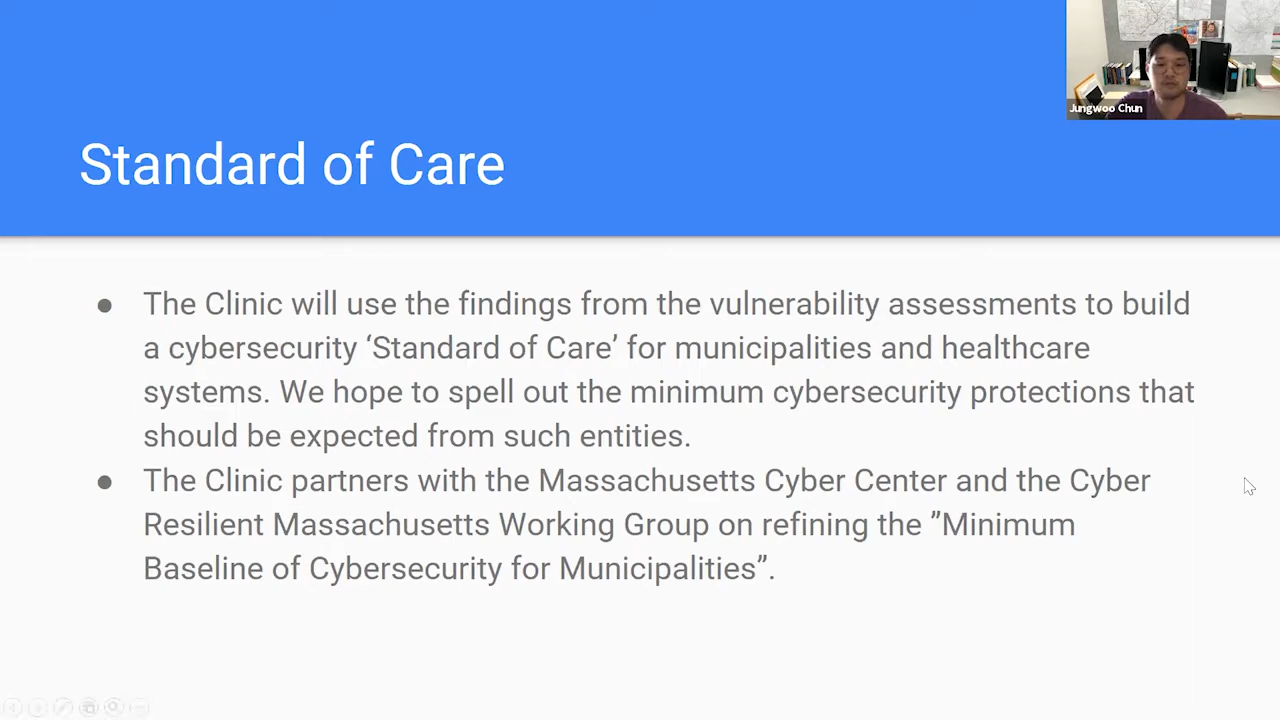 Jungwoo Chun
Standard of Care
● The Clinic will use the findings from the vulnerability assessments to build
a cybersecurity ‘Standard of Care’ for municipalities and healthcare
systems. We hope to spell out the minimum cybersecurity protections that
should be expected from such entities.
● The Clinic partners with the Massachusetts Cyber Center and the Cyber
Resilient Massachusetts Working Group on refining the ”Minimum
Baseline of Cybersecurity for Municipalities”.